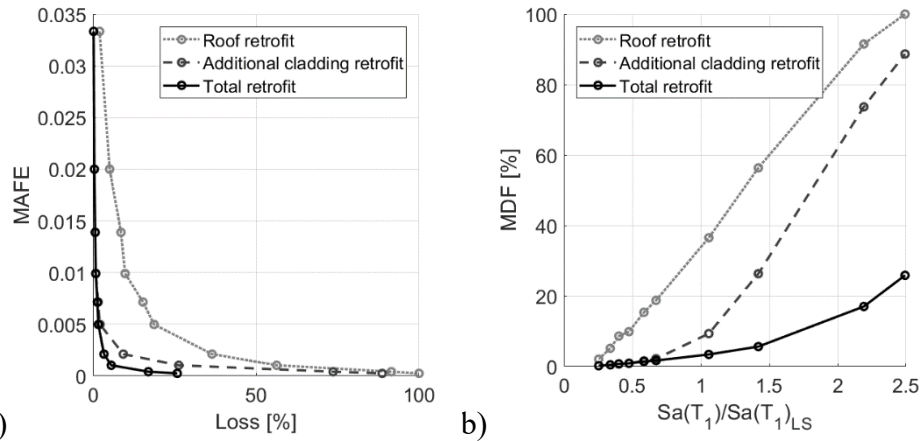 0.035
0.03
0.025
0.02
0.015
0.01
0.005
0
MAFE
Roof retrofit
Additional cladding retrofit
Total retrofit
0 50 100
Loss [%]
)
100
80
60
40
20
0
MDF [%]
Roof retrofit
Additional cladding retrofit
Total retrofit
0 0.5 1 1.5 2 2.5
Sa(T1)/Sa(T1)LS
b)